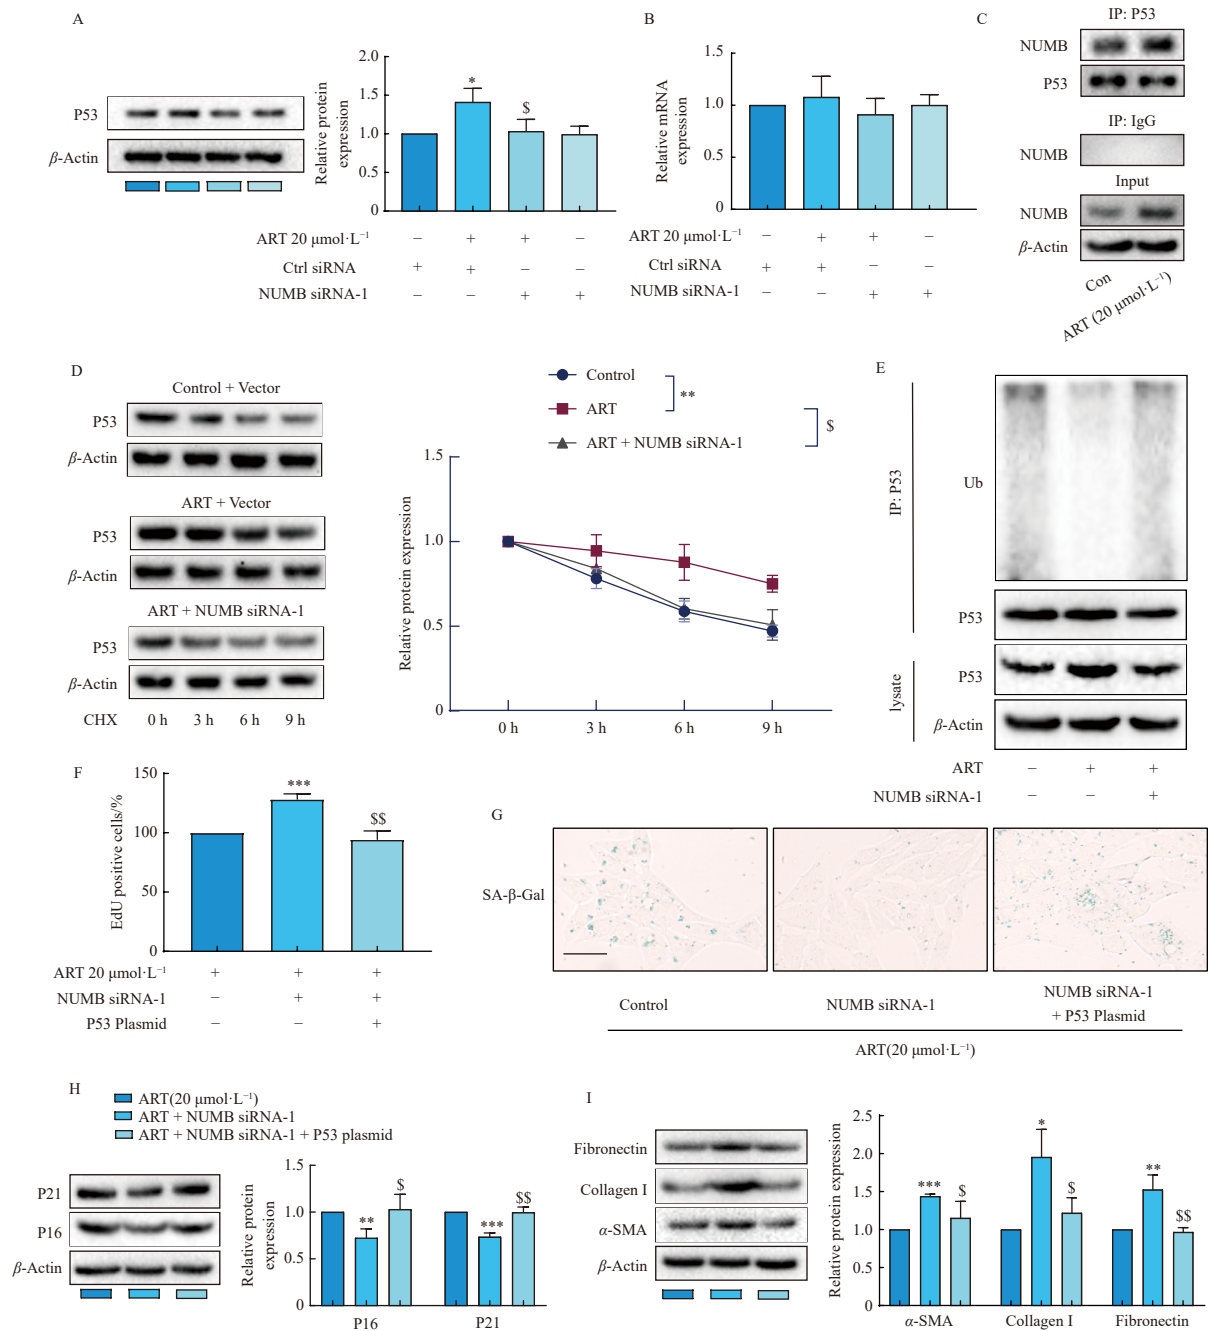 A
P53
β-Actin
Relative protein
expression
2.0
1.5
1.0
0.5
0
*
$
ART 20 μmol·L⁻¹ − + + −
Ctrl siRNA + + − −
NUMB siRNA-1 − − + +
B
Relative mRNA
expression
1.5
1.0
0.5
0
ART 20 μmol·L⁻¹ − + + −
Ctrl siRNA + + − −
NUMB siRNA-1 − − + +
C
IP: P53
NUMB
P53
IP: IgG
NUMB
Input
NUMB
β-Actin
Con
ART (20 μmol·L⁻¹)
D
Control + Vector
P53
β-Actin
ART + Vector
P53
β-Actin
ART + NUMB siRNA-1
P53
β-Actin
CHX 0 h 3 h 6 h 9 h
Control
ART
ART + NUMB siRNA-1
**
$
Relative protein expression
1.5
1.0
0.5
0
0 h 3 h 6 h 9 h
E
IP: P53
Ub
P53
lysate
P53
β-Actin
ART − + +
NUMB siRNA-1 − − +
F
EdU positive cells/%
150
100
50
0
***
$$
ART 20 μmol·L⁻¹ + + +
NUMB siRNA-1 − + +
P53 Plasmid − − +
G
SA-β-Gal
Control
NUMB siRNA-1
NUMB siRNA-1
+ P53 Plasmid
ART(20 μmol·L⁻¹)
H
ART(20 μmol·L⁻¹)
ART + NUMB siRNA-1
ART + NUMB siRNA-1 + P53 plasmid
P21
P16
β-Actin
Relative protein
expression
1.5
1.0
0.5
0
** $ *** $$
P16 P21
I
Fibronectin
Collagen I
α-SMA
β-Actin
Relative protein expression
2.5
2.0
1.5
1.0
0.5
0
*** $ * $ ** $$
α-SMA Collagen I Fibronectin